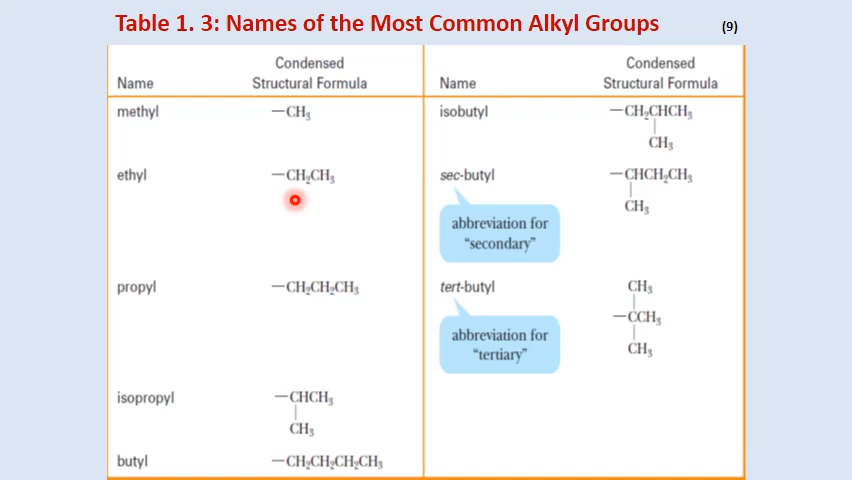 Table 1. 3: Names of the Most Common Alkyl Groups
(9)
Condensed
Name Structural Formula
methyl —CH₃
ethyl —CH₂CH₃
propyl —CH₂CH₂CH₃
isopropyl —CHCH₃
|
CH₃
butyl —CH₂CH₂CH₂CH₃
Condensed
Name Structural Formula
isobutyl —CH₂CHCH₃
|
CH₃
sec-butyl —CHCH₂CH₃
|
CH₃
abbreviation for
“secondary”
CH₃
|
tert-butyl —CCH₃
|
CH₃
abbreviation for
“tertiary”